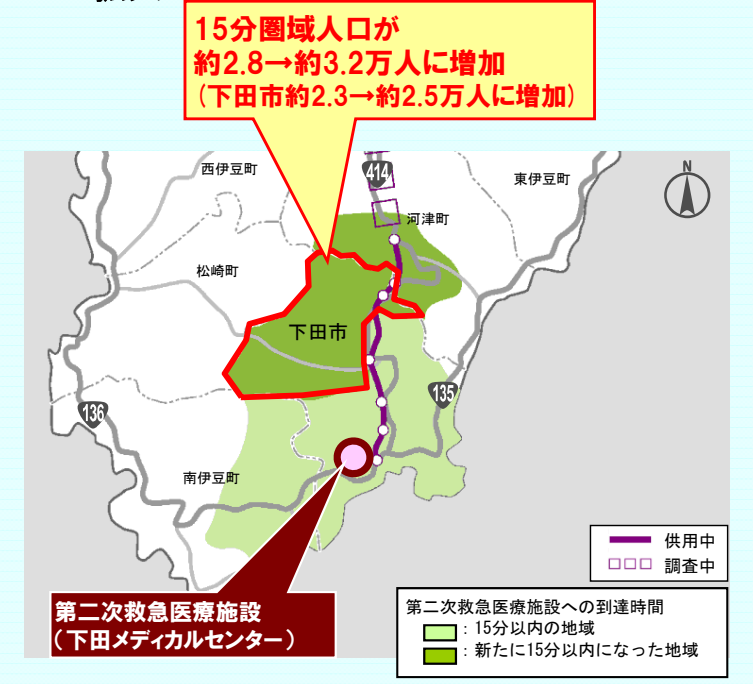 15分圏域人口が
約2.8→約3.2万人に増加
(下田市約2.3→約2.5万人に増加)
西伊豆町
414
東伊豆町
N
河津町
松崎町
下田市
135
136
南伊豆町
供用中
調査中
第二次救急医療施設
(下田メディカルセンター)
第二次救急医療施設への到達時間
：15分以内の地域
：新たに15分以内になった地域